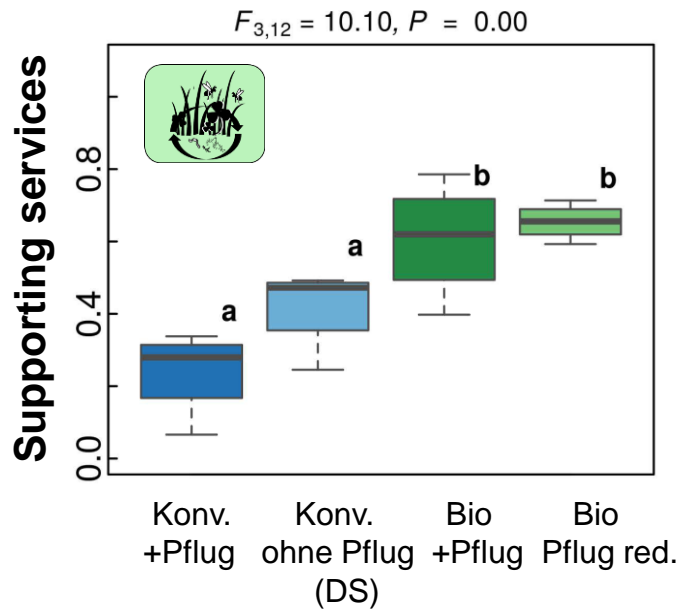 F3,12 = 10.10, P = 0.00
Supporting services
0.8
0.4
0.0
a
a
b
b
Konv. +Pflug
Konv. ohne Pflug (DS)
Bio +Pflug
Bio Pflug red.